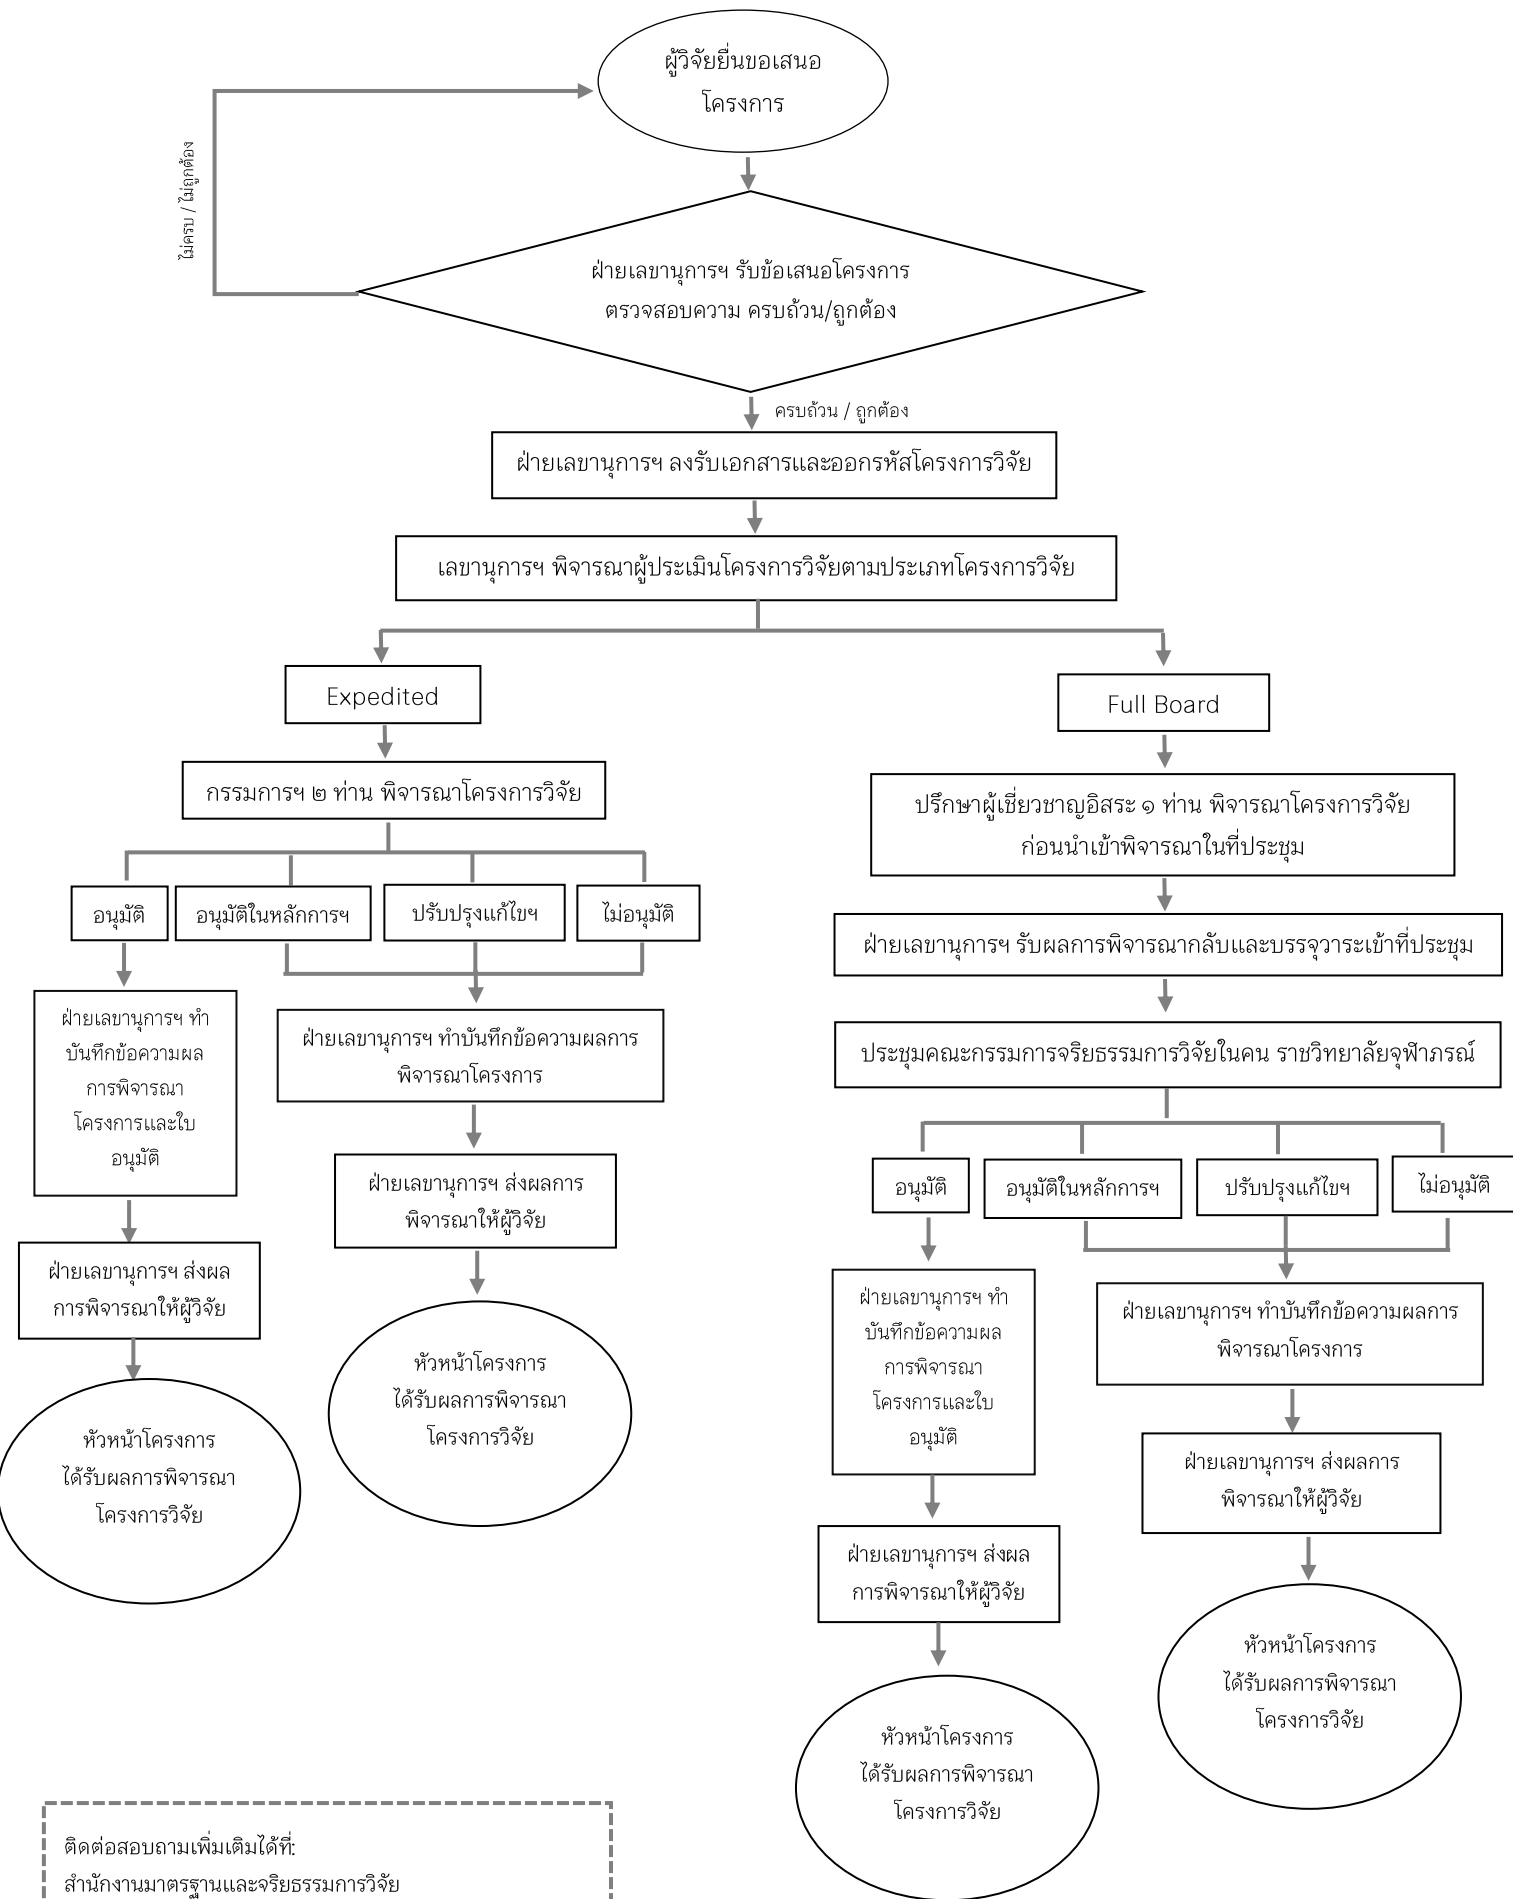 ผู้วิจัยยื่นขอเสนอ
โครงการ
ไม่ครบ / ไม่ถูกต้อง
ฝ่ายเลขานุการฯ รับข้อเสนอโครงการ
ตรวจสอบความ ครบถ้วน/ถูกต้อง
ครบถ้วน / ถูกต้อง
ฝ่ายเลขานุการฯ ลงรับเอกสารและออกรหัสโครงการวิจัย
เลขานุการฯ พิจารณาผู้ประเมินโครงการวิจัยตามประเภทโครงการวิจัย
Expedited
กรรมการฯ ๒ ท่าน พิจารณาโครงการวิจัย
อนุมัติ
อนุมัติในหลักการฯ
ปรับปรุงแก้ไขฯ
ไม่อนุมัติ
ฝ่ายเลขานุการฯ ทำ
บันทึกข้อความผล
การพิจารณา
โครงการและใบ
อนุมัติ
ฝ่ายเลขานุการฯ ส่งผล
การพิจารณาให้ผู้วิจัย
หัวหน้าโครงการ
ได้รับผลการพิจารณา
โครงการวิจัย
ฝ่ายเลขานุการฯ ทำบันทึกข้อความผลการ
พิจารณาโครงการ
ฝ่ายเลขานุการฯ ส่งผลการ
พิจารณาให้ผู้วิจัย
หัวหน้าโครงการ
ได้รับผลการพิจารณา
โครงการวิจัย
Full Board
ปรึกษาผู้เชี่ยวชาญอิสระ ๑ ท่าน พิจารณาโครงการวิจัย
ก่อนนำเข้าพิจารณาในที่ประชุม
ฝ่ายเลขานุการฯ รับผลการพิจารณากลับและบรรจุวาระเข้าที่ประชุม
ประชุมคณะกรรมการจริยธรรมการวิจัยในคน ราชวิทยาลัยจุฬาภรณ์
อนุมัติ
อนุมัติในหลักการฯ
ปรับปรุงแก้ไขฯ
ไม่อนุมัติ
ฝ่ายเลขานุการฯ ทำ
บันทึกข้อความผล
การพิจารณา
โครงการและใบ
อนุมัติ
ฝ่ายเลขานุการฯ ส่งผล
การพิจารณาให้ผู้วิจัย
หัวหน้าโครงการ
ได้รับผลการพิจารณา
โครงการวิจัย
ฝ่ายเลขานุการฯ ทำบันทึกข้อความผลการ
พิจารณาโครงการ
ฝ่ายเลขานุการฯ ส่งผลการ
พิจารณาให้ผู้วิจัย
หัวหน้าโครงการ
ได้รับผลการพิจารณา
โครงการวิจัย
ติดต่อสอบถามเพิ่มเติมได้ที่:
สำนักงานมาตรฐานและจริยธรรมการวิจัย